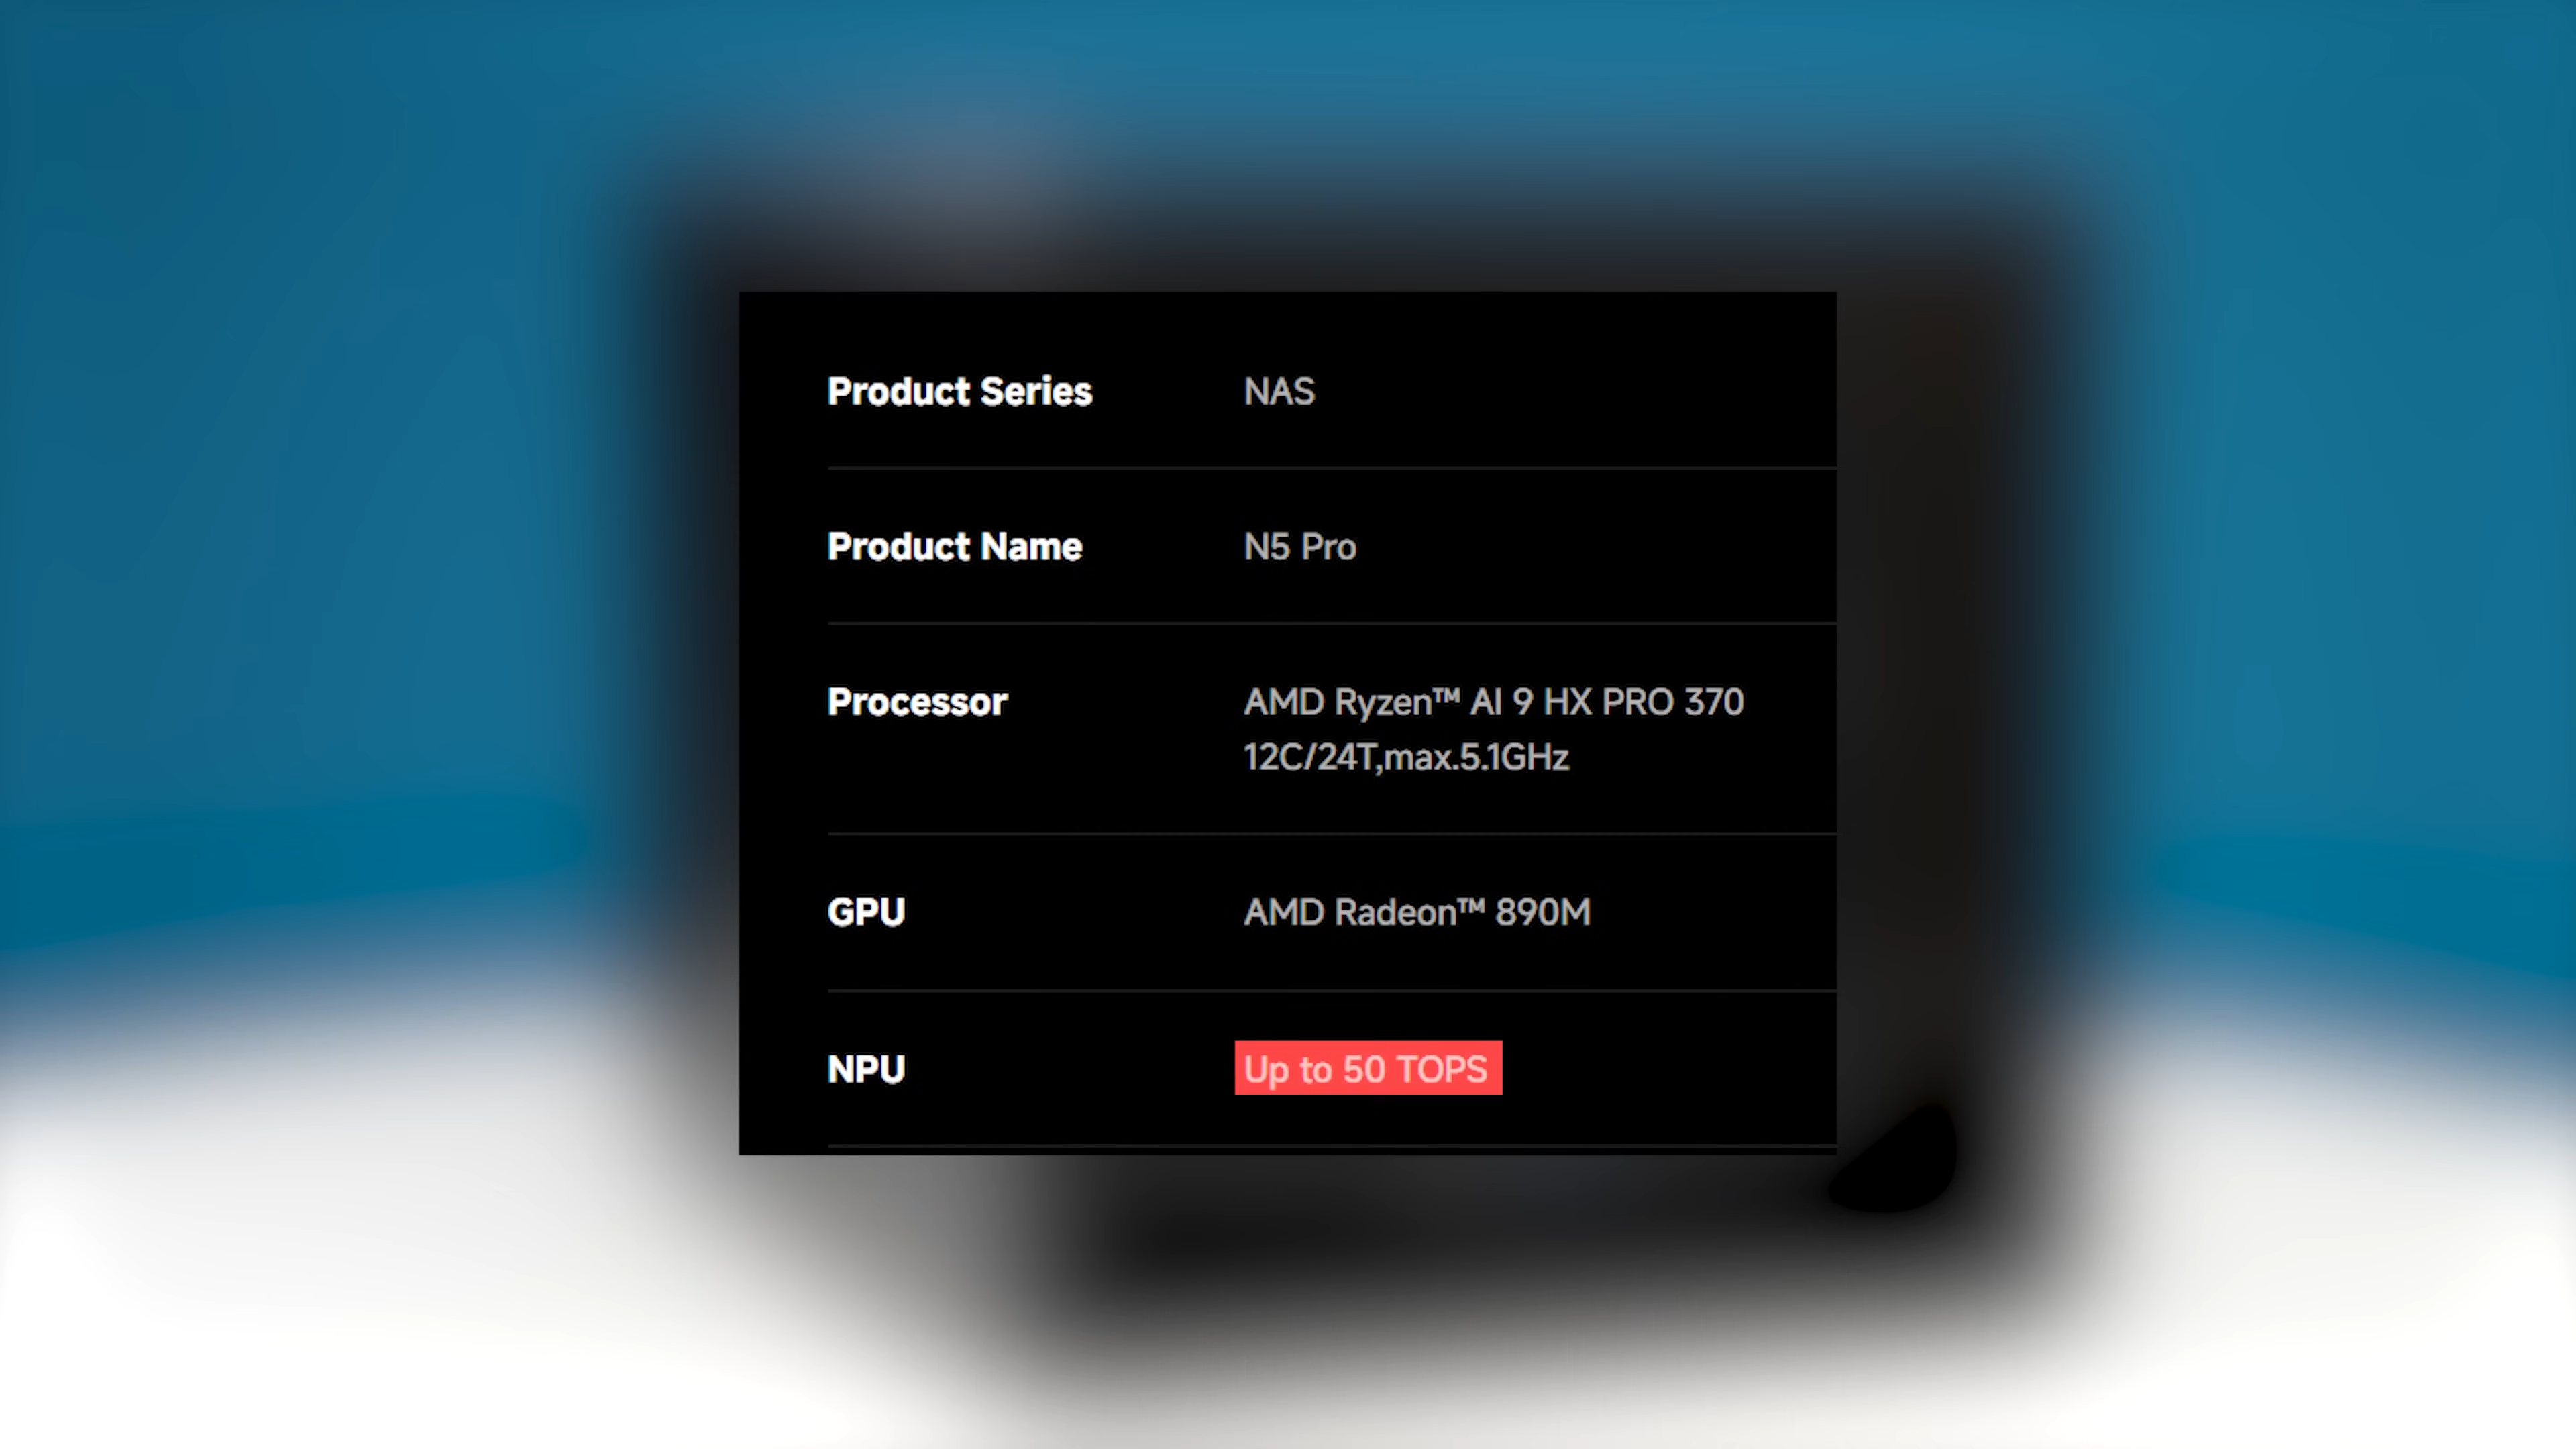 Product Series NAS
Product Name N5 Pro
Processor AMD Ryzen™ AI 9 HX PRO 370
12C/24T,max.5.1GHz
GPU AMD Radeon™ 890M
NPU Up to 50 TOPS